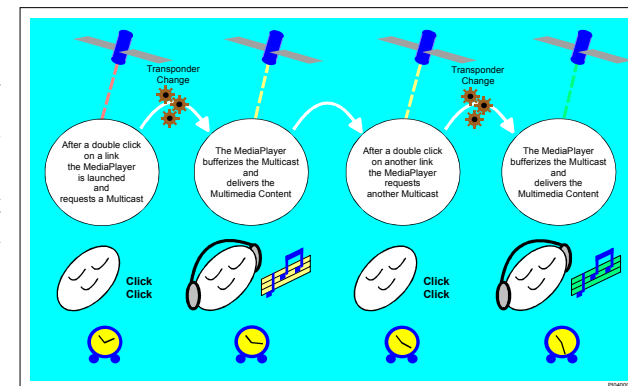 Transponder
Change
Transponder
Change
After a double click
on a link
the MediaPlayer
is launched
and
requests a Multicast
The MediaPlayer
bufferizes the Multicast
and
delivers the
Multimedia Content
After a double click
on another link
the MediaPlayer
requests
another Multicast
The MediaPlayer
bufferizes the Multicast
and
delivers the
Multimedia Content
Click
Click
Click
Click